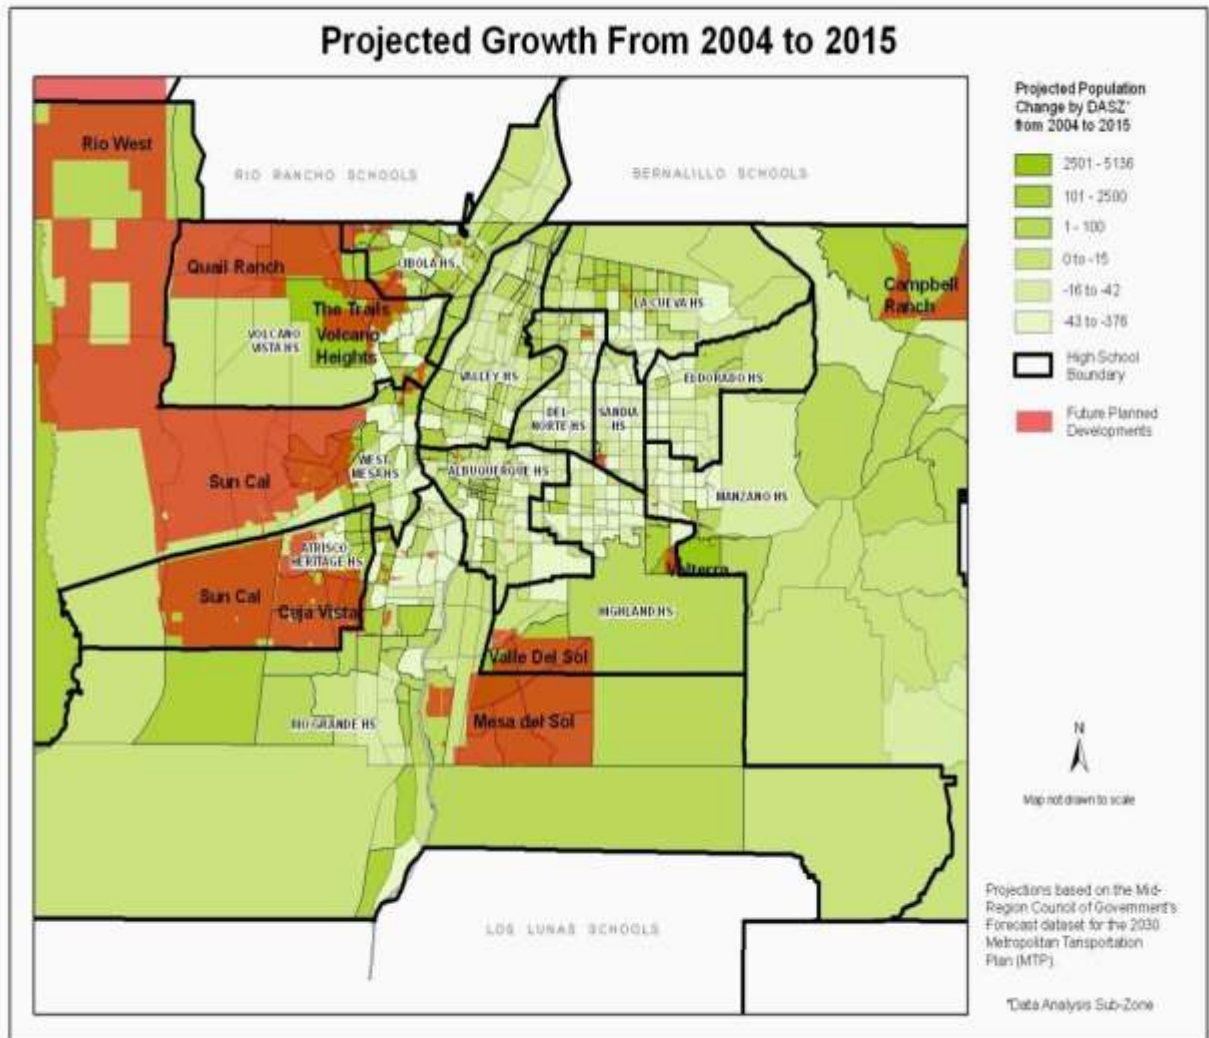 Projected Growth From 2004 to 2015
Projected Population
Change by DASZ*
from 2004 to 2015
2501 - 5136
101 - 2500
1 - 100
0 to -15
-16 to -42
-43 to -376
High School
Boundary
Future Planned
Developments
Rio West
RIO RANCHO SCHOOLS
BERNALILLO SCHOOLS
Quail Ranch
CIBOLA HS
Campbell
Ranch
The Trails
LA CUEVA HS
VOLCANO
VISTA HS
Volcano
Heights
VALLEY HS
ELDORADO HS
DEL
NORTE HS
SANDIA
HS
WEST
MESA HS
ALBUQUERQUE HS
Sun Cal
MANZANO HS
ATRISCO
HERITAGE HS
Valterra
Sun Cal
Ceja Vista
HIGHLAND HS
Valle Del Sol
RIO GRANDE HS
Mesa del Sol
N
Map not drawn to scale
LOS LUNAS SCHOOLS
Projections based on the Mid-
Region Council of Government's
Forecast dataset for the 2030
Metropolitan Tansportation
Plan (MTP).
*Data Analysis Sub-Zone